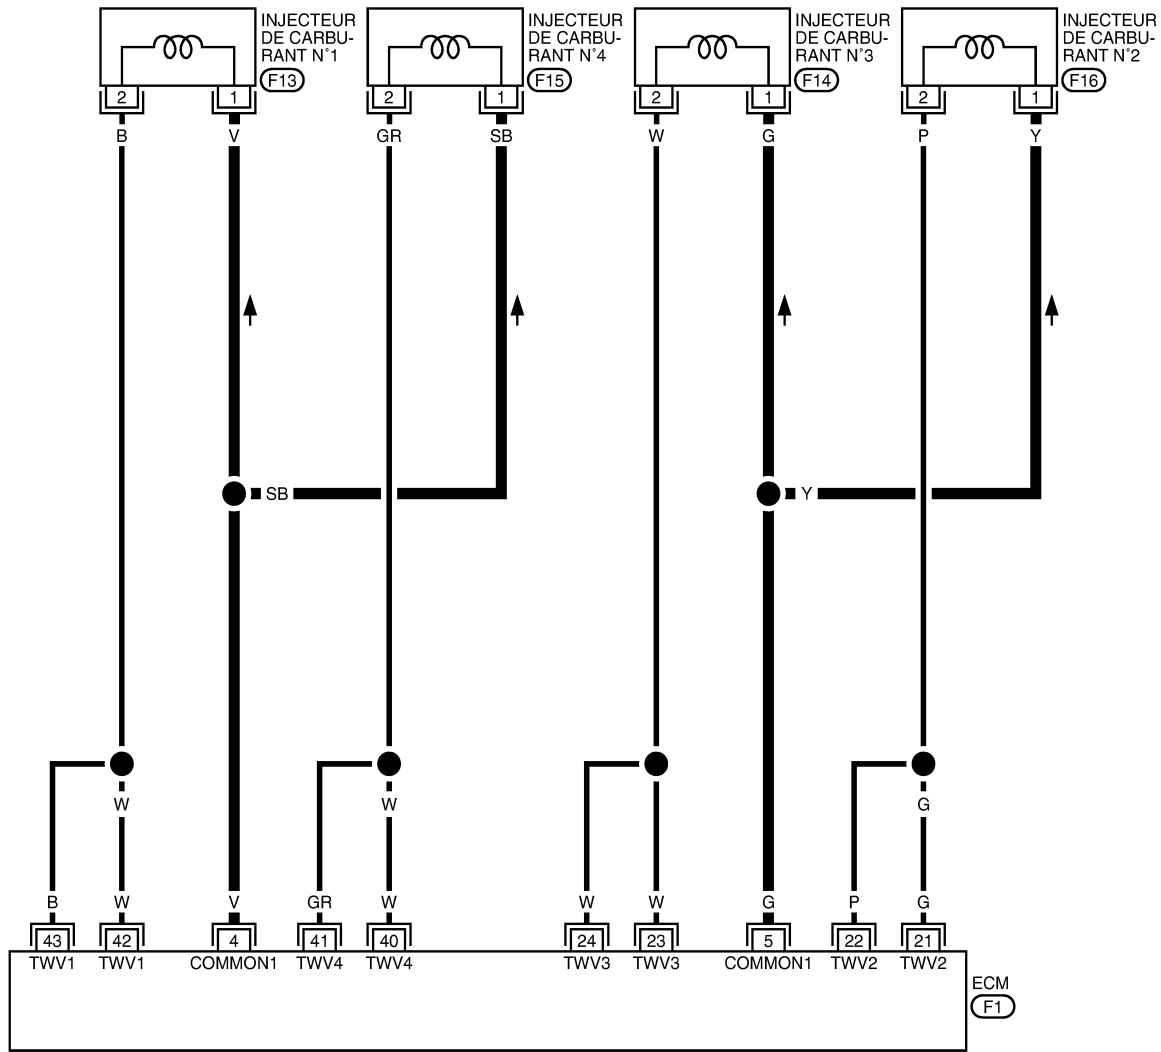 INJECTEUR
DE CARBU-
RANT N°1
F13
INJECTEUR
DE CARBU-
RANT N°4
F15
INJECTEUR
DE CARBU-
RANT N°3
F14
INJECTEUR
DE CARBU-
RANT N°2
F16
2 1 2 1 2 1 2 1
B V GR SB W G P Y
SB Y
W W G
B W V GR W W W G P G
43 42 4 41 40 24 23 5 22 21
TWV1 TWV1 COMMON1 TWV4 TWV4 TWV3 TWV3 COMMON1 TWV2 TWV2
ECM
F1